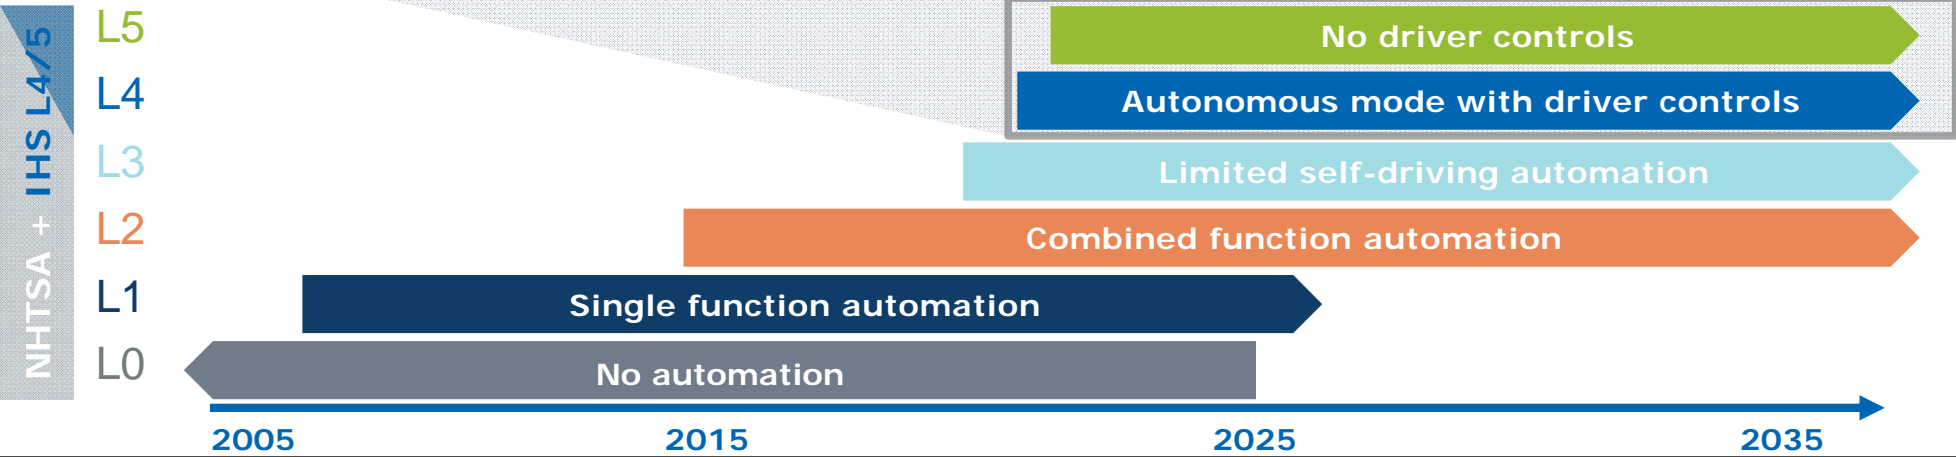 NHTSA + IHS L4/5
L5
No driver controls
L4
Autonomous mode with driver controls
L3
Limited self-driving automation
L2
Combined function automation
L1
Single function automation
L0
No automation
2005 2015 2025 2035